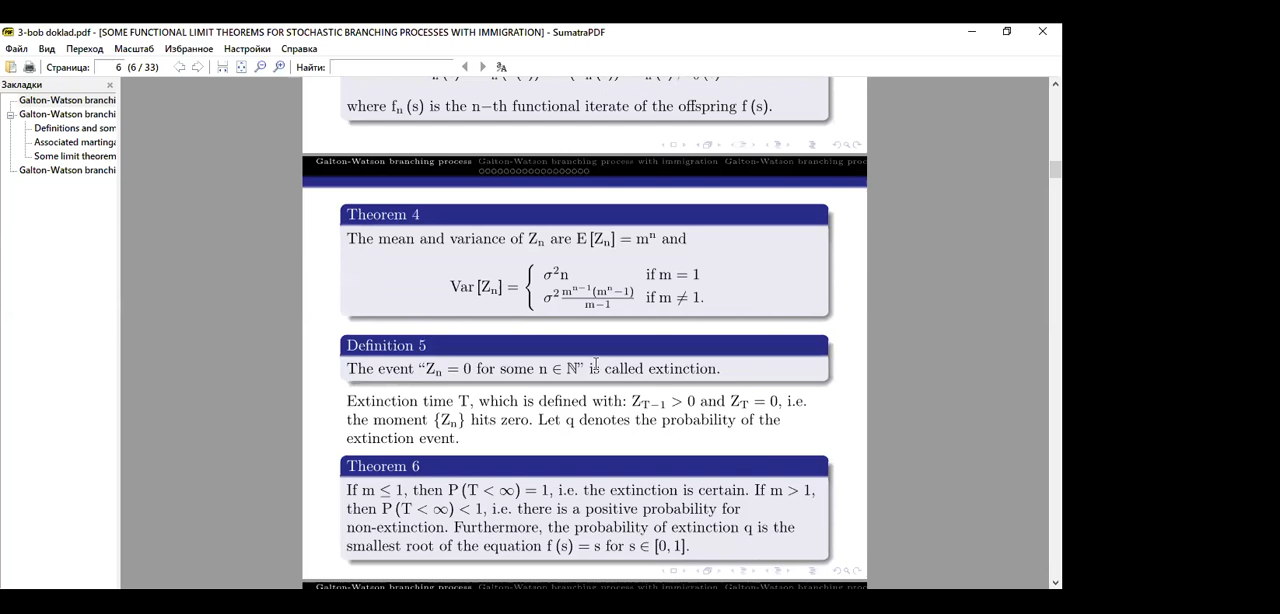 3-bob doklad.pdf - [SOME FUNCTIONAL LIMIT THEOREMS FOR STOCHASTIC BRANCHING PROCESSES WITH IMMIGRATION] - SumatraPDF
Файл Вид Переход Масштаб Избранное Настройки Справка
Страница: 6 (6 / 33) Найти:
Закладки
Galton-Watson branchi
Galton-Watson branchi
Definitions and som
Associated marting
Some limit theorem
Galton-Watson branchi
where fₙ (s) is the n−th functional iterate of the offspring f (s).
Galton-Watson branching process Galton-Watson branching process with immigration Galton-Watson branching proc
Theorem 4
The mean and variance of Zₙ are E [Zₙ] = mⁿ and
Var [Zₙ] = { σ²n if m = 1
σ² mⁿ⁻¹(mⁿ−1) / m−1 if m ≠ 1.
Definition 5
The event “Zₙ = 0 for some n ∈ ℕ” is called extinction.
Extinction time T, which is defined with: Z_{T−1} > 0 and Z_T = 0, i.e.
the moment {Zₙ} hits zero. Let q denotes the probability of the
extinction event.
Theorem 6
If m ≤ 1, then P (T < ∞) = 1, i.e. the extinction is certain. If m > 1,
then P (T < ∞) < 1, i.e. there is a positive probability for
non-extinction. Furthermore, the probability of extinction q is the
smallest root of the equation f (s) = s for s ∈ [0, 1].